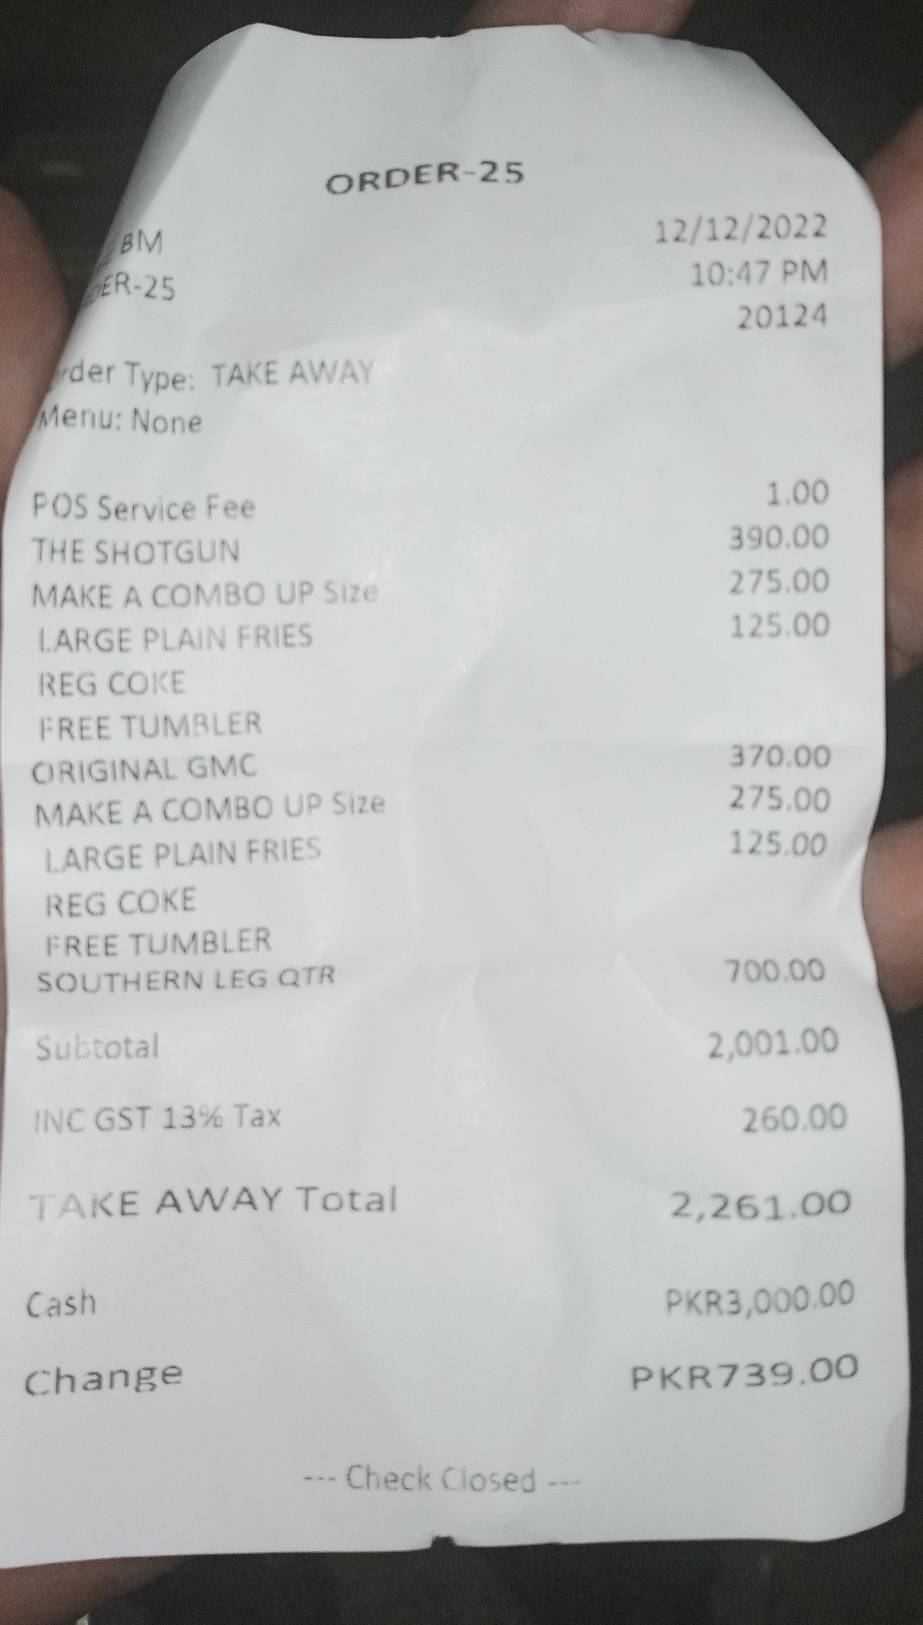 ORDER-25
BM 12/12/2022
DER-25 10:47 PM
20124
rder Type: TAKE AWAY
Menu: None
POS Service Fee 1.00
THE SHOTGUN 390.00
MAKE A COMBO UP Size 275.00
LARGE PLAIN FRIES 125.00
REG COKE
FREE TUMBLER
ORIGINAL GMC 370.00
MAKE A COMBO UP Size 275.00
LARGE PLAIN FRIES 125.00
REG COKE
FREE TUMBLER
SOUTHERN LEG QTR 700.00
Subtotal 2,001.00
INC GST 13% Tax 260.00
TAKE AWAY Total 2,261.00
Cash PKR3,000.00
Change PKR739.00
--- Check Closed ---